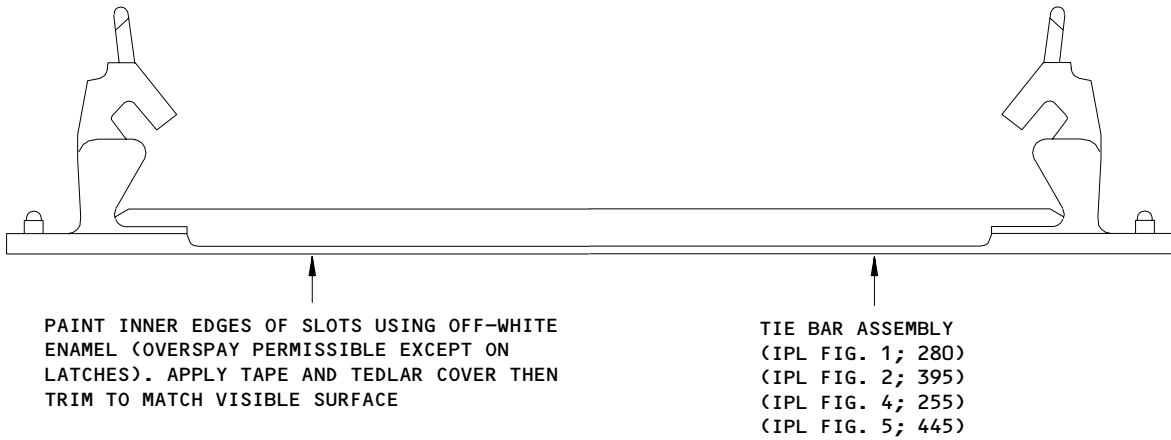 PAINT INNER EDGES OF SLOTS USING OFF-WHITE
ENAMEL (OVERSPAY PERMISSIBLE EXCEPT ON
LATCHES). APPLY TAPE AND TEDLAR COVER THEN
TRIM TO MATCH VISIBLE SURFACE
TIE BAR ASSEMBLY
(IPL FIG. 1; 280)
(IPL FIG. 2; 395)
(IPL FIG. 4; 255)
(IPL FIG. 5; 445)